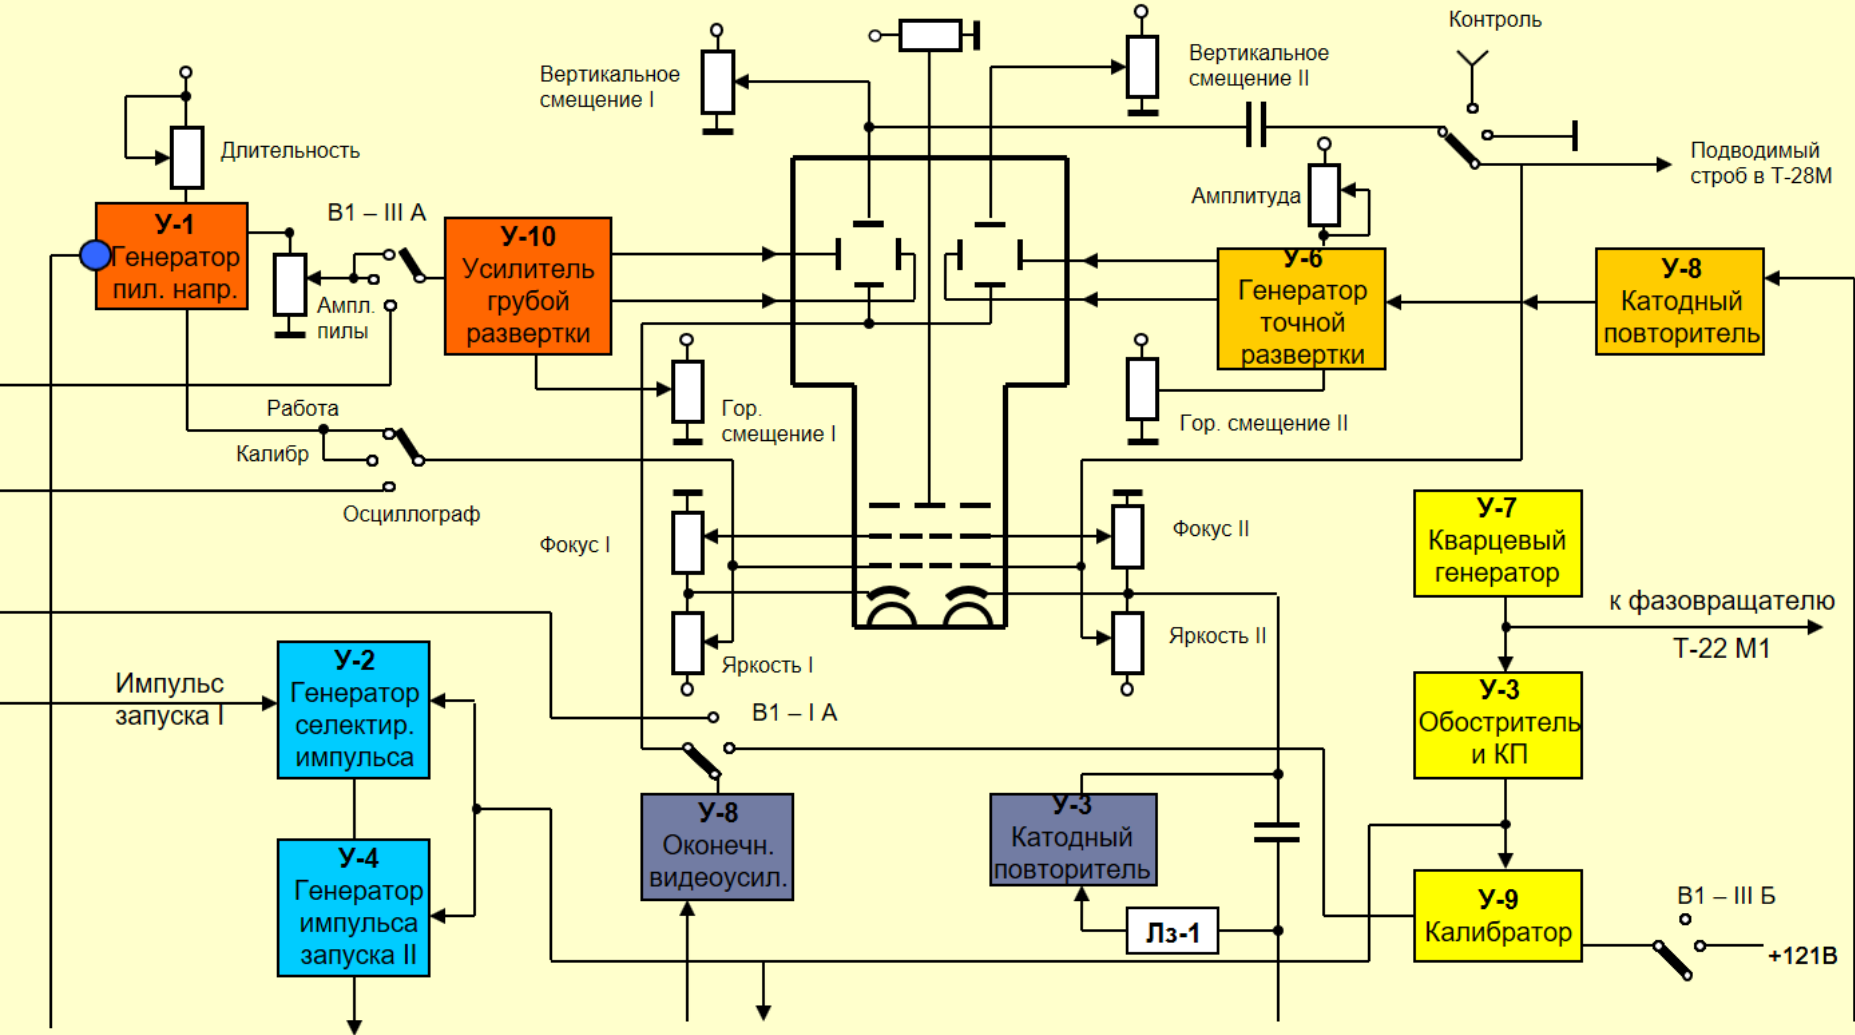 Контроль
Вертикальное
смещение I
Вертикальное
смещение II
Длительность
Подводимый
строб в Т-28М
Амплитуда
В1 – III А
У-1
Генератор
пил. напр.
Ампл.
пилы
У-10
Усилитель
грубой
развертки
У-6
Генератор
точной
развертки
У-8
Катодный
повторитель
Работа
Калибр
Осциллограф
Гор.
смещение I
Гор. смещение II
Фокус I
Фокус II
У-7
Кварцевый
генератор
к фазовращателю
Т-22 М1
Яркость I
Яркость II
Импульс
запуска I
У-2
Генератор
селектир.
импульса
В1 – I А
У-3
Обостритель
и КП
У-4
Генератор
импульса
запуска II
У-8
Оконечн.
видеоусил.
У-3
Катодный
повторитель
Лз-1
У-9
Калибратор
В1 – III Б
+121В